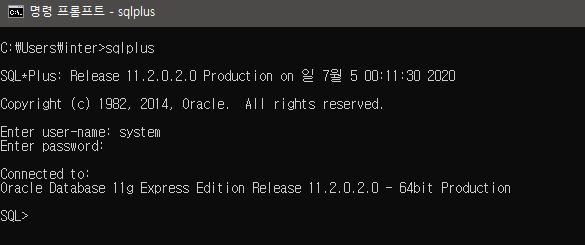 명령 프롬프트 - sqlplus
C:₩Users₩inter>sqlplus
SQL*Plus: Release 11.2.0.2.0 Production on 일 7월 5 00:11:30 2020
Copyright (c) 1982, 2014, Oracle.  All rights reserved.
Enter user-name: system
Enter password:
Connected to:
Oracle Database 11g Express Edition Release 11.2.0.2.0 - 64bit Production
SQL>